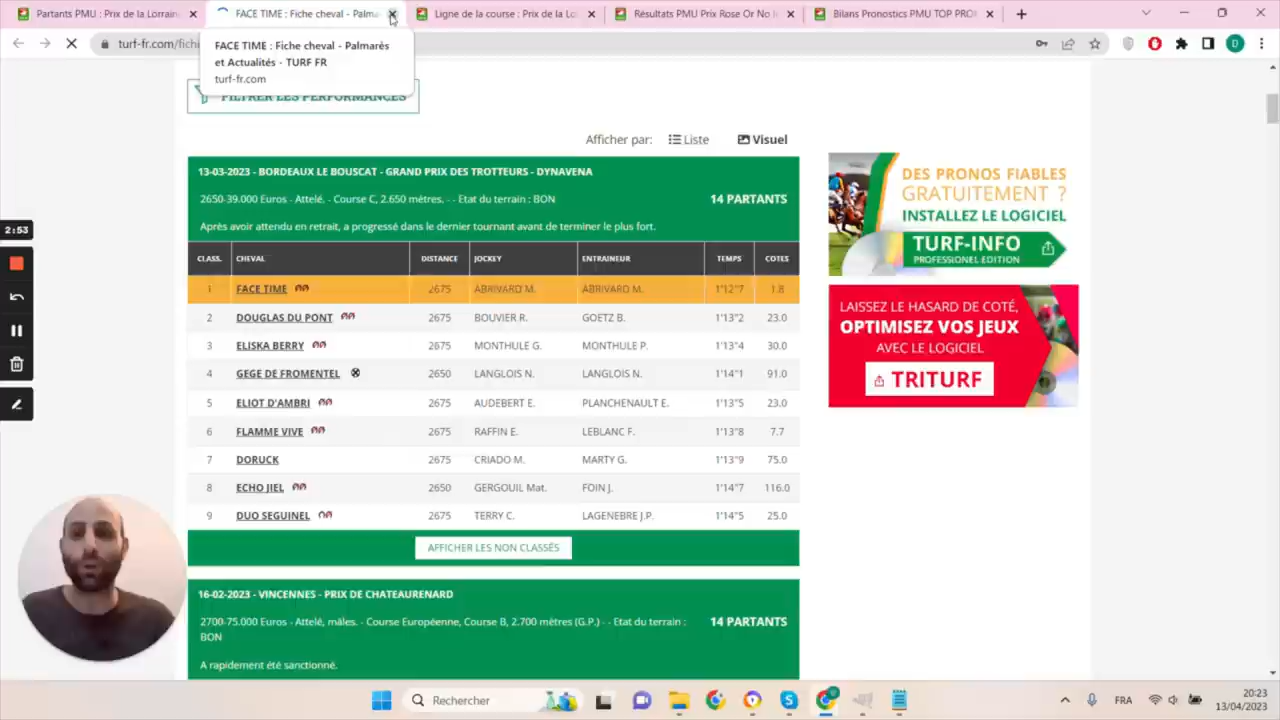 Partants PMU : Prix de la Lorrain
FACE TIME : Fiche cheval - Palma
Ligne de la course : Prix de la Lo
Résultats PMU Prix Rose Or No
Bilans Pronostics PMU TOP PRO
turf-fr.com/fichi
D
FACE TIME : Fiche cheval - Palmarès
et Actualités - TURF FR
turf-fr.com
FILTRER LES PERFORMANCES
Afficher par: Liste Visuel
13-03-2023 - BORDEAUX LE BOUSCAT - GRAND PRIX DES TROTTEURS - DYNAVENA
2650-39.000 Euros - Attelé. - Course C, 2.650 mètres. - - Etat du terrain : BON
14 PARTANTS
Après avoir attendu en retrait, a progressé dans le dernier tournant avant de terminer le plus fort.
CLASS. CHEVAL DISTANCE JOCKEY ENTRAINEUR TEMPS COTES
1 FACE TIME 2675 ABRIVARD M. ABRIVARD M. 1'12"7 1.8
2 DOUGLAS DU PONT 2675 BOUVIER R. GOETZ B. 1'13"2 23.0
3 ELISKA BERRY 2675 MONTHULE G. MONTHULE P. 1'13"4 30.0
4 GEGE DE FROMENTEL 2650 LANGLOIS N. LANGLOIS N. 1'14"1 91.0
5 ELIOT D'AMBRI 2675 AUDEBERT E. PLANCHENAULT E. 1'13"5 23.0
6 FLAMME VIVE 2675 RAFFIN E. LEBLANC F. 1'13"8 7.7
7 DORUCK 2675 CRIADO M. MARTY G. 1'13"9 75.0
8 ECHO JIEL 2650 GERGOUIL Mat. FOIN J. 1'14"7 116.0
9 DUO SEGUINEL 2675 TERRY C. LAGENEBRE J.P. 1'14"5 25.0
AFFICHER LES NON CLASSÉS
16-02-2023 - VINCENNES - PRIX DE CHATEAURENARD
2700-75.000 Euros - Attelé, mâles. - Course Européenne, Course B, 2.700 mètres (G.P.) - - Etat du terrain :
BON
14 PARTANTS
A rapidement été sanctionné.
DES PRONOS FIABLES
GRATUITEMENT ?
INSTALLEZ LE LOGICIEL
TURF-INFO
PROFESSIONEL EDITION
LAISSEZ LE HASARD DE COTÉ,
OPTIMISEZ VOS JEUX
AVEC LE LOGICIEL
TRITURF
2:53
Rechercher
FRA
20:23
13/04/2023